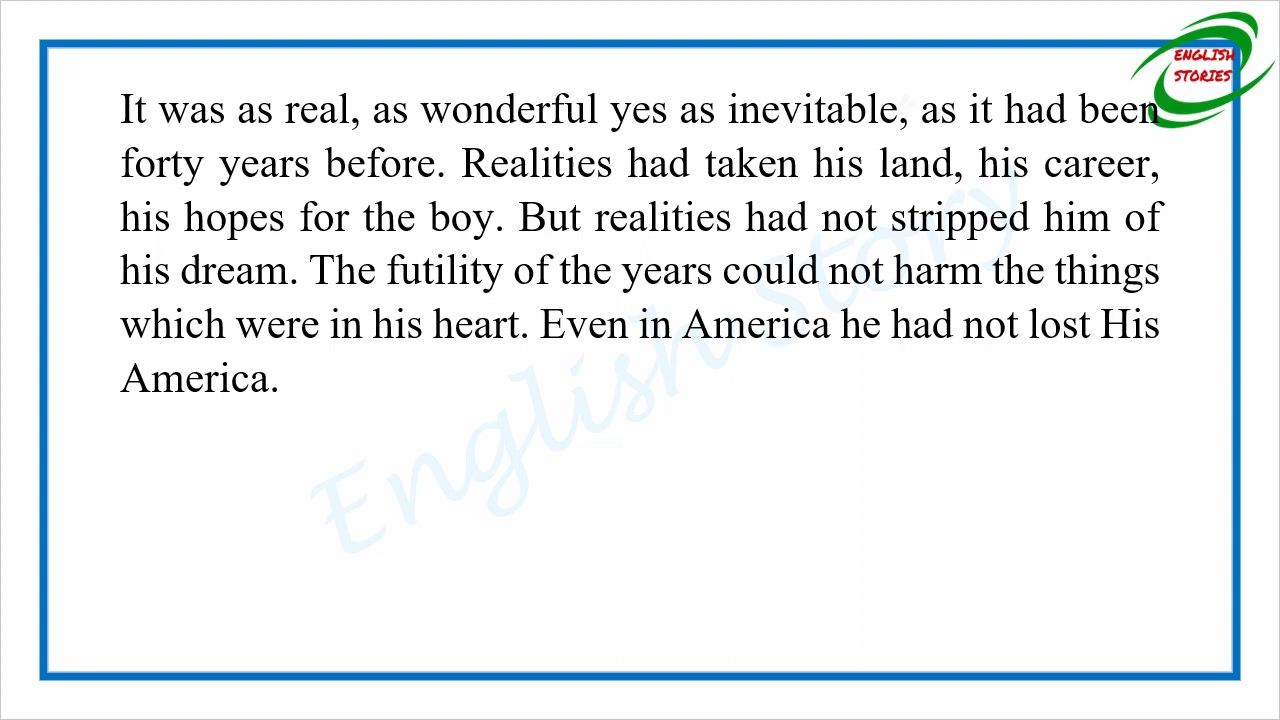 ENGLISH
STORIES
It was as real, as wonderful yes as inevitable, as it had been
forty years before. Realities had taken his land, his career,
his hopes for the boy. But realities had not stripped him of
his dream. The futility of the years could not harm the things
which were in his heart. Even in America he had not lost His
America.
English Story